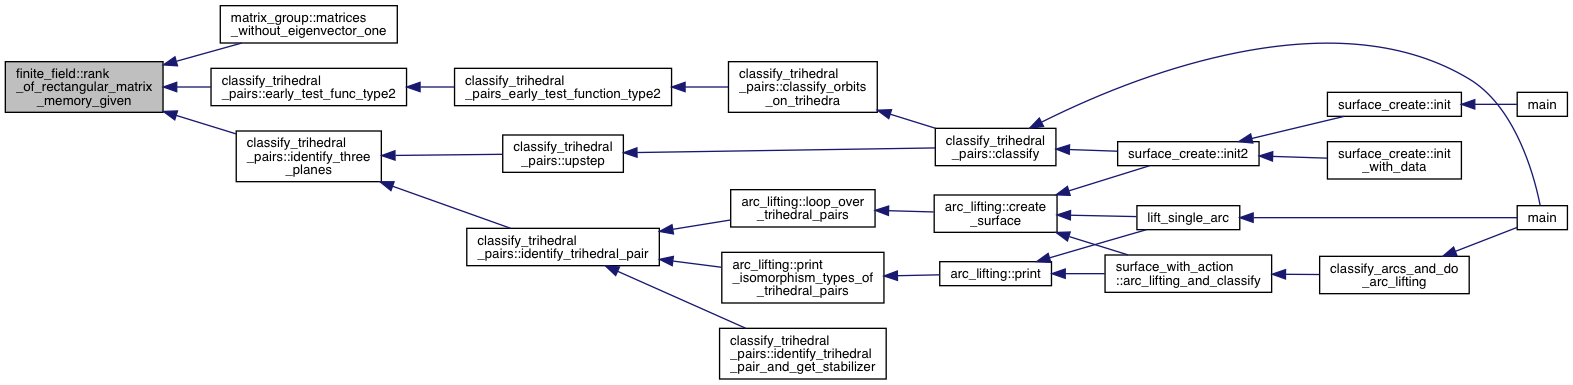 matrix_group::matrices
_without_eigenvector_one
finite_field::rank
_of_rectangular_matrix
_memory_given
classify_trihedral
_pairs::early_test_func_type2
classify_trihedral
_pairs_early_test_function_type2
classify_trihedral
_pairs::classify_orbits
_on_trihedra
surface_create::init
main
classify_trihedral
_pairs::identify_three
_planes
classify_trihedral
_pairs::upstep
classify_trihedral
_pairs::classify
surface_create::init2
surface_create::init
_with_data
arc_lifting::loop_over
_trihedral_pairs
arc_lifting::create
_surface
lift_single_arc
main
classify_trihedral
_pairs::identify_trihedral_pair
arc_lifting::print
_isomorphism_types_of
_trihedral_pairs
arc_lifting::print
surface_with_action
::arc_lifting_and_classify
classify_arcs_and_do
_arc_lifting
classify_trihedral
_pairs::identify_trihedral
_pair_and_get_stabilizer